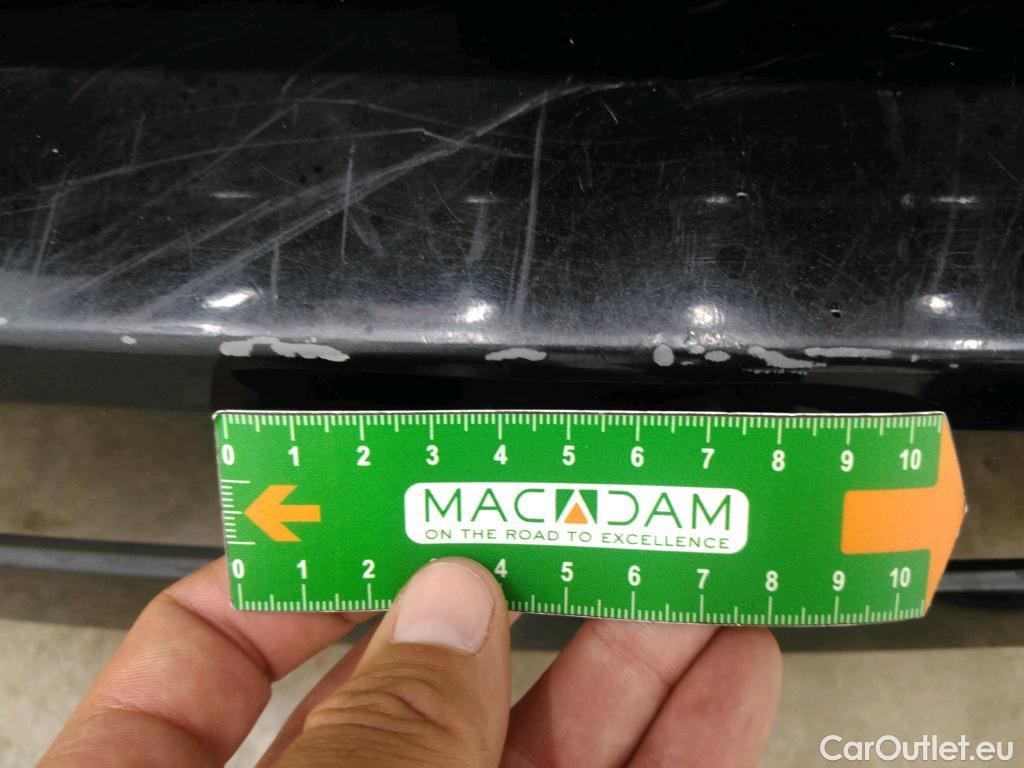 0 1 2 3 4 5 6 7 8 9 10
MACADAM
ON THE ROAD TO EXCELLENCE
0 1 2 3 4 5 6 7 8 9 10
CarOutlet.eu